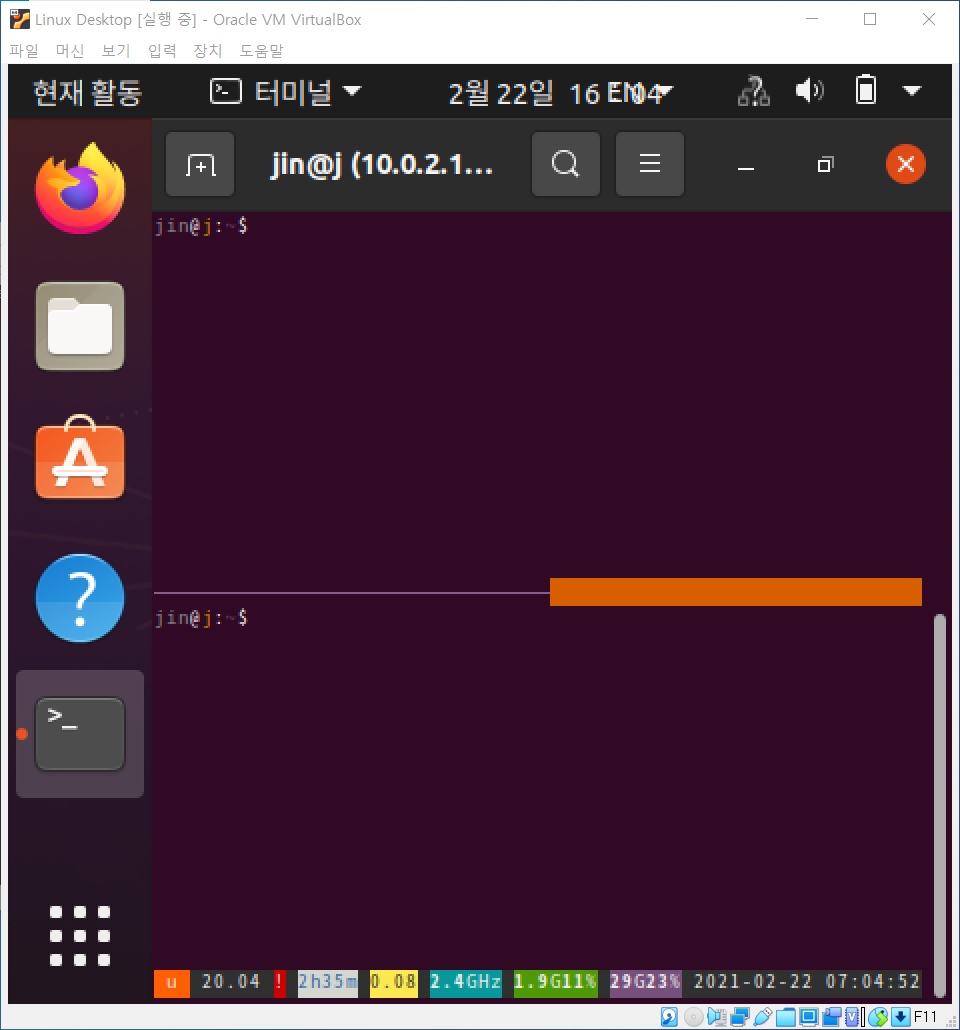 Linux Desktop [실행 중] - Oracle VM VirtualBox
파일 머신 보기 입력 장치 도움말
현재 활동 터미널 2월 22일 16 04 EN
jin@j (10.0.2.1...
jin@j:~$
jin@j:~$
>_
u 20.04 ! 2h35m 0.08 2.4GHz 1.9G11% 29G23% 2021-02-22 07:04:52
F11